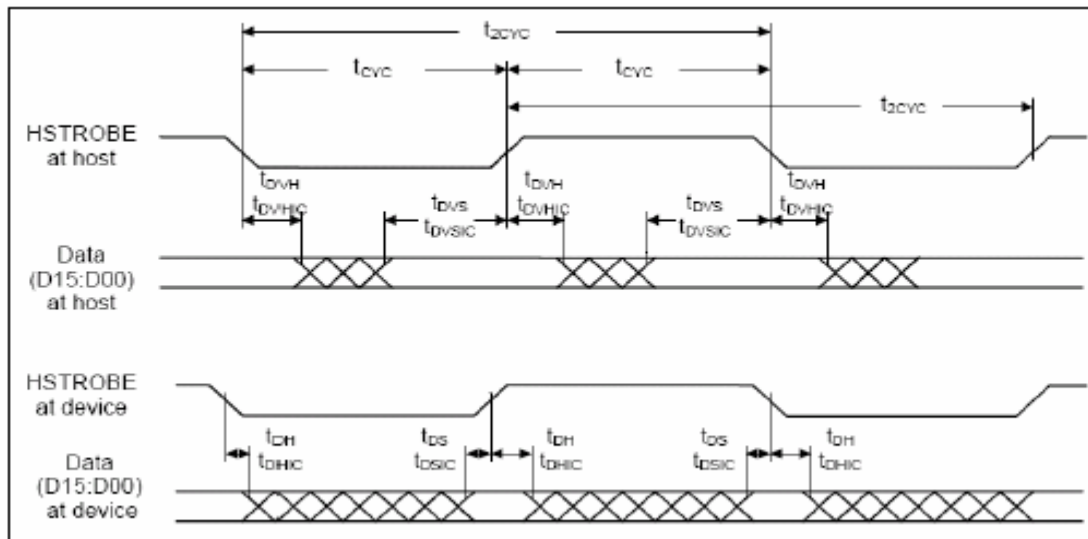 t2CYC
tCYC
tCYC
t2CYC
HSTROBE
at host
tDVH
tDVHIC
tDVS
tDVSIC
tDVH
tDVHIC
tDVS
tDVSIC
tDVH
tDVHIC
Data
(D15:D00)
at host
HSTROBE
at device
tDH
tDHIC
tDS
tDSIC
tDH
tDHIC
tDS
tDSIC
tDH
tDHIC
Data
(D15:D00)
at device